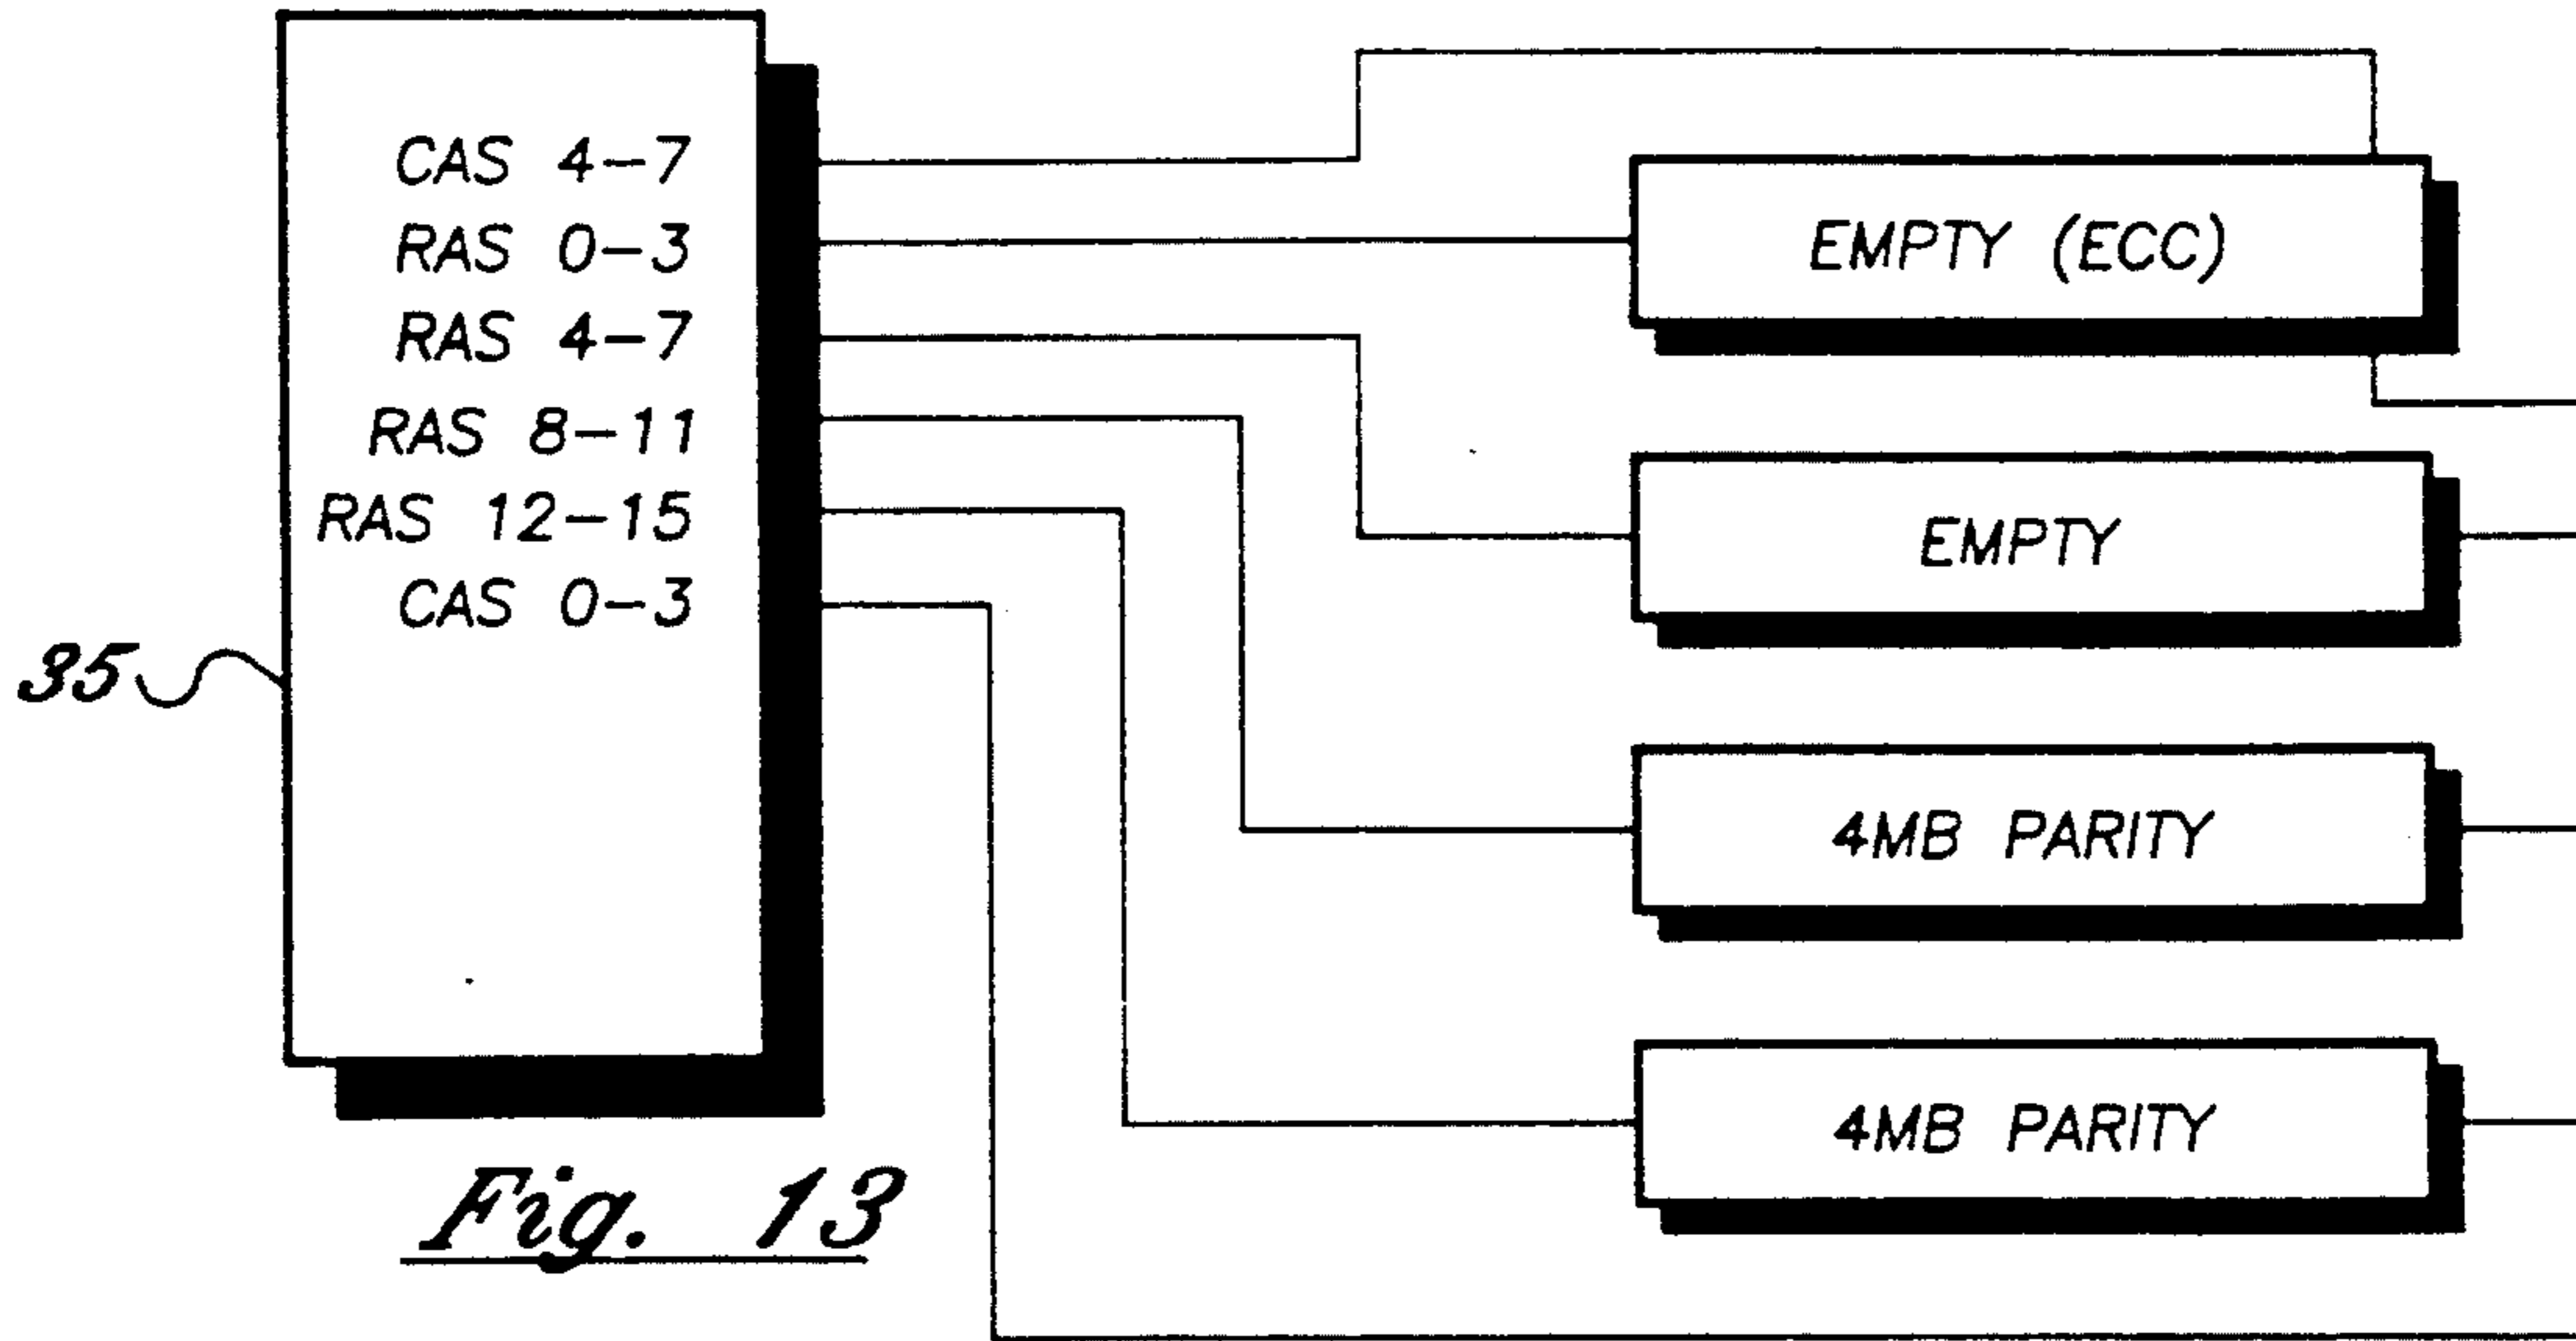 CAS 4-7
RAS 0-3
RAS 4-7
RAS 8-11
RAS 12-15
CAS 0-3
35
EMPTY (ECC)
EMPTY
4MB PARITY
4MB PARITY
Fig. 13